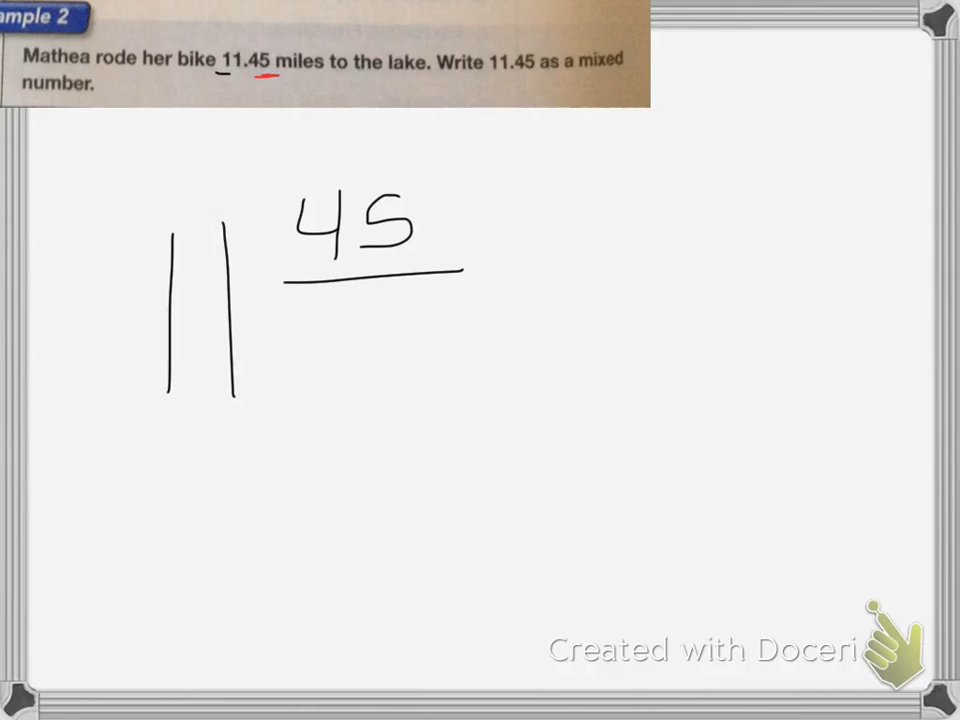 ample 2
Mathea rode her bike 11.45 miles to the lake. Write 11.45 as a mixed
number.
45
11
Created with Doceri